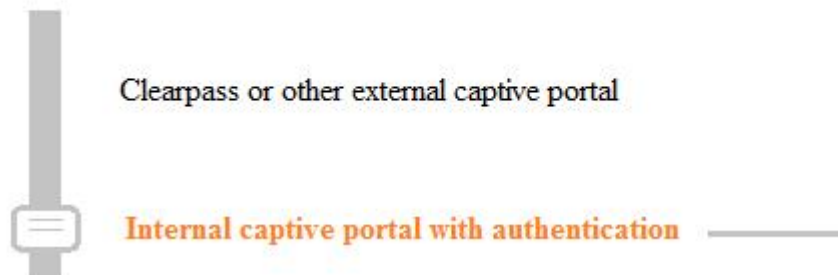 Clearpass or other external captive portal
Internal captive portal with authentication